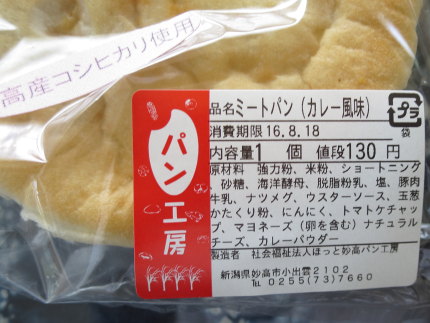 高産コシヒカリ使用
パン工房
品名ミートパン（カレー風味）
消費期限16.8.18
プラ
袋
内容量1 個 値段130 円
原材料 強力粉、米粉、ショートニング
、砂糖、海洋酵母、脱脂粉乳、塩、豚肉
牛乳、ナツメグ、ウスターソース、玉葱
かたくり粉、にんにく、トマトケチャッ
プ、マヨネーズ（卵を含む）ナチュラル
チーズ、カレーパウダー
製造者 社会福祉法人ほっと妙高パン工房
新潟県妙高市小出雲2102
℡ 0255(73)7660